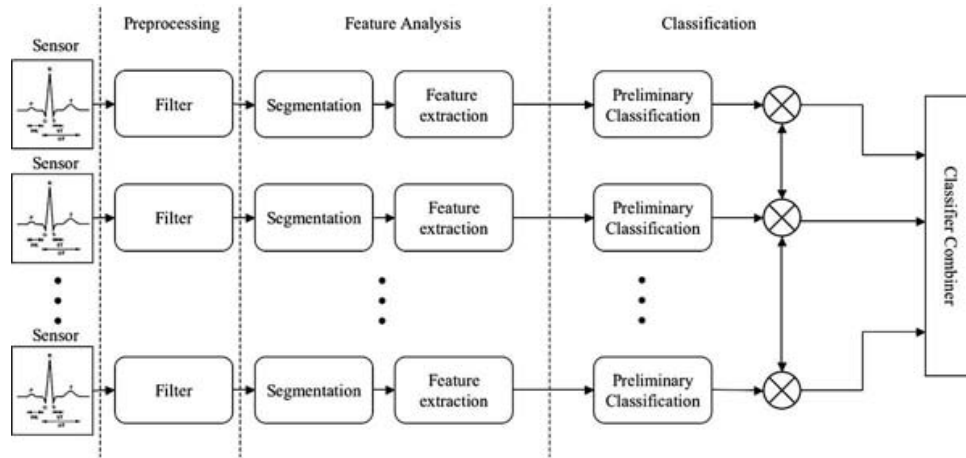 Preprocessing
Feature Analysis
Classification
Sensor
Filter
Segmentation
Feature
extraction
Preliminary
Classification
Sensor
Filter
Segmentation
Feature
extraction
Preliminary
Classification
Sensor
Filter
Segmentation
Feature
extraction
Preliminary
Classification
Classifier Combiner